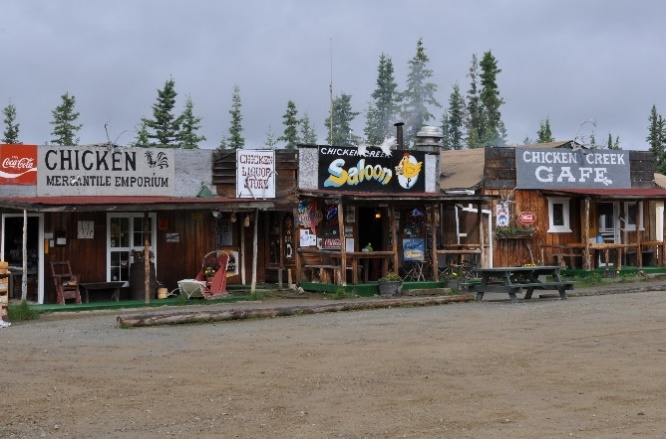 Coca-Cola
CHICKEN
MERCANTILE EMPORIUM
CHICKEN
LIQUOR
STORE
CHICKEN CREEK
Saloon
CHICKEN CREEK
CAFE